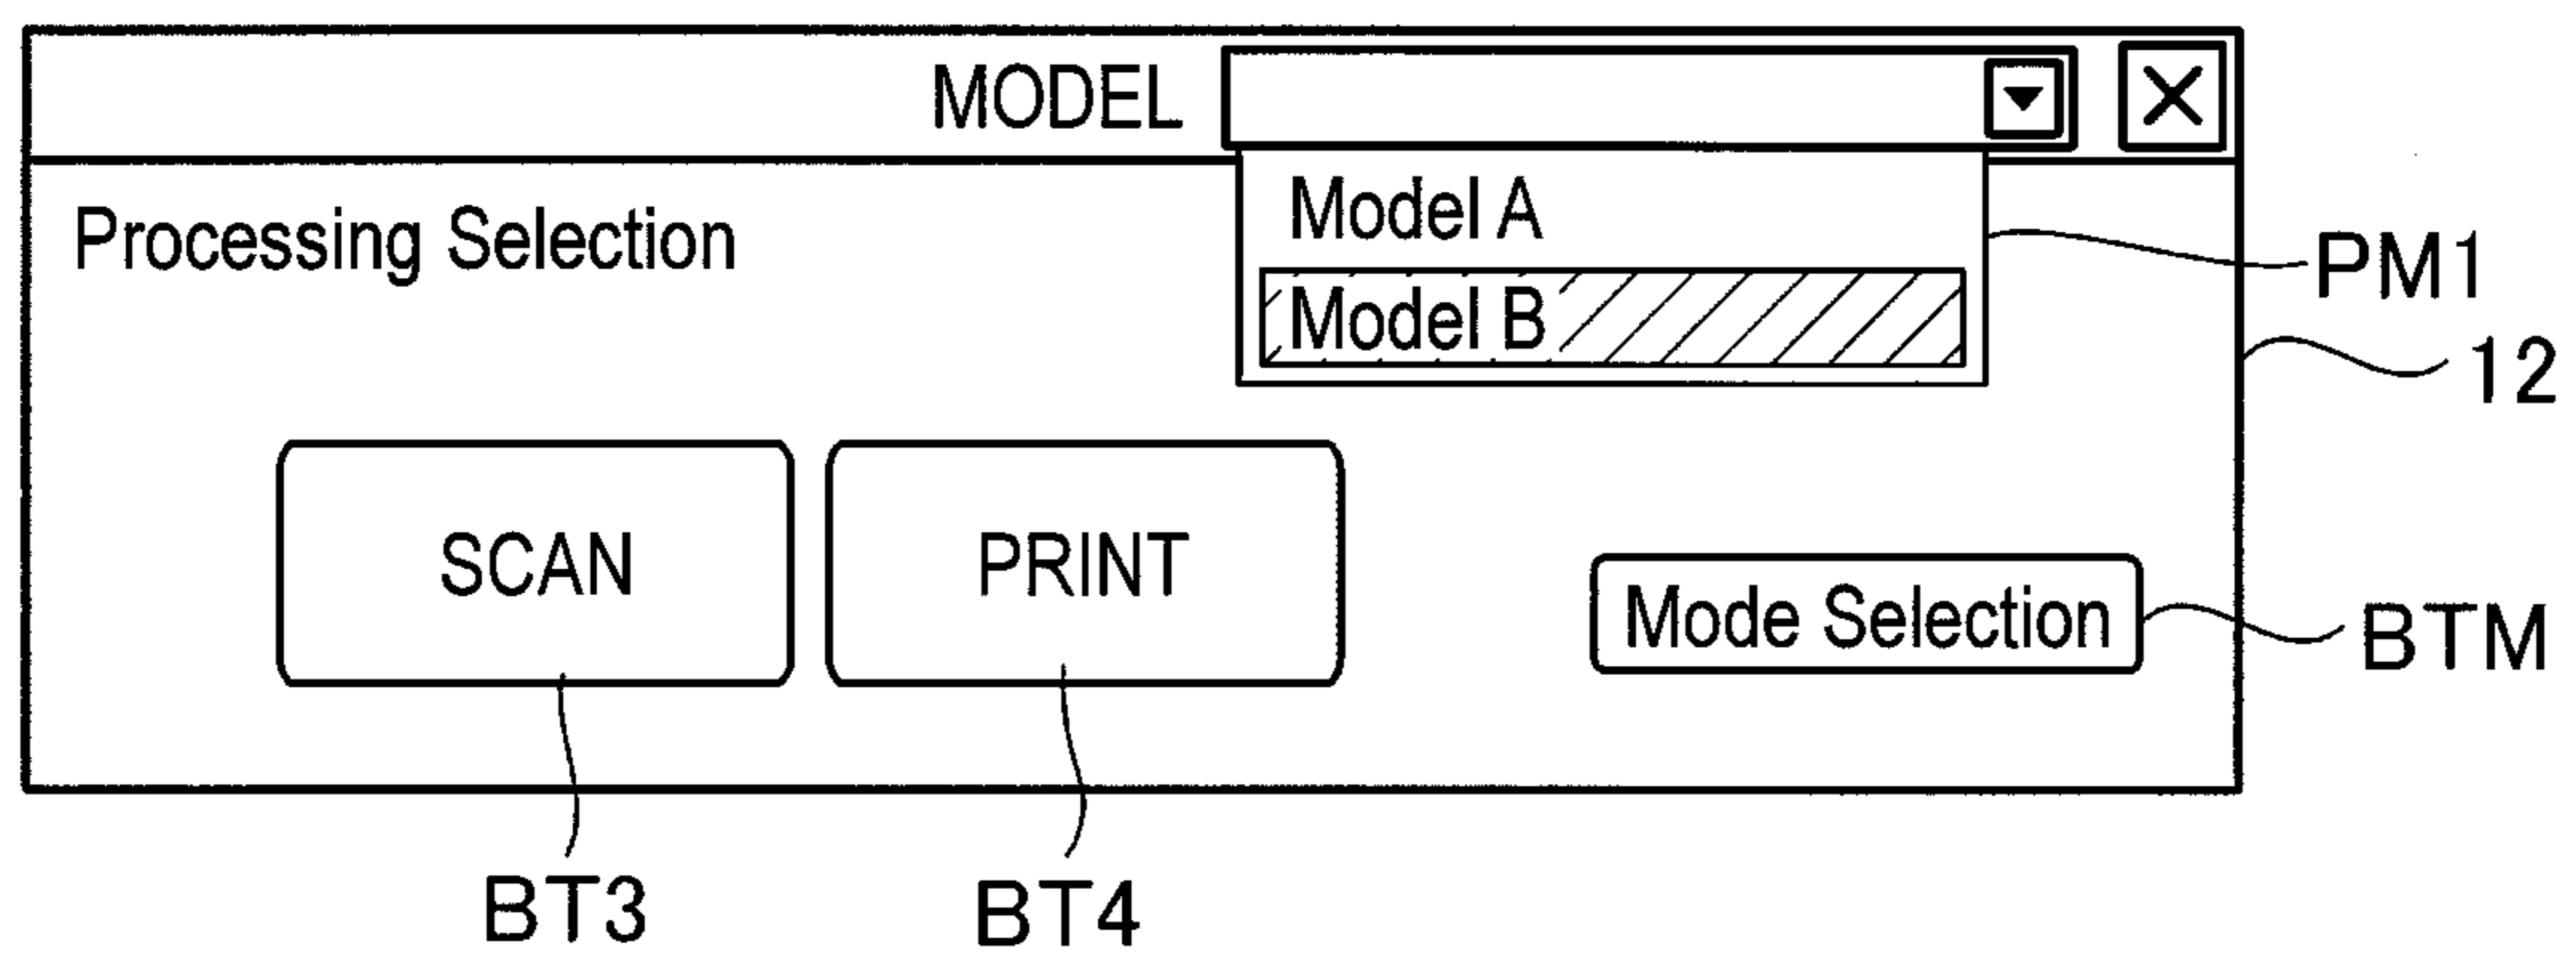 MODEL
Model A
Processing Selection
PM1
Model B
12
SCAN
PRINT
Mode Selection
BTM
BT3
BT4